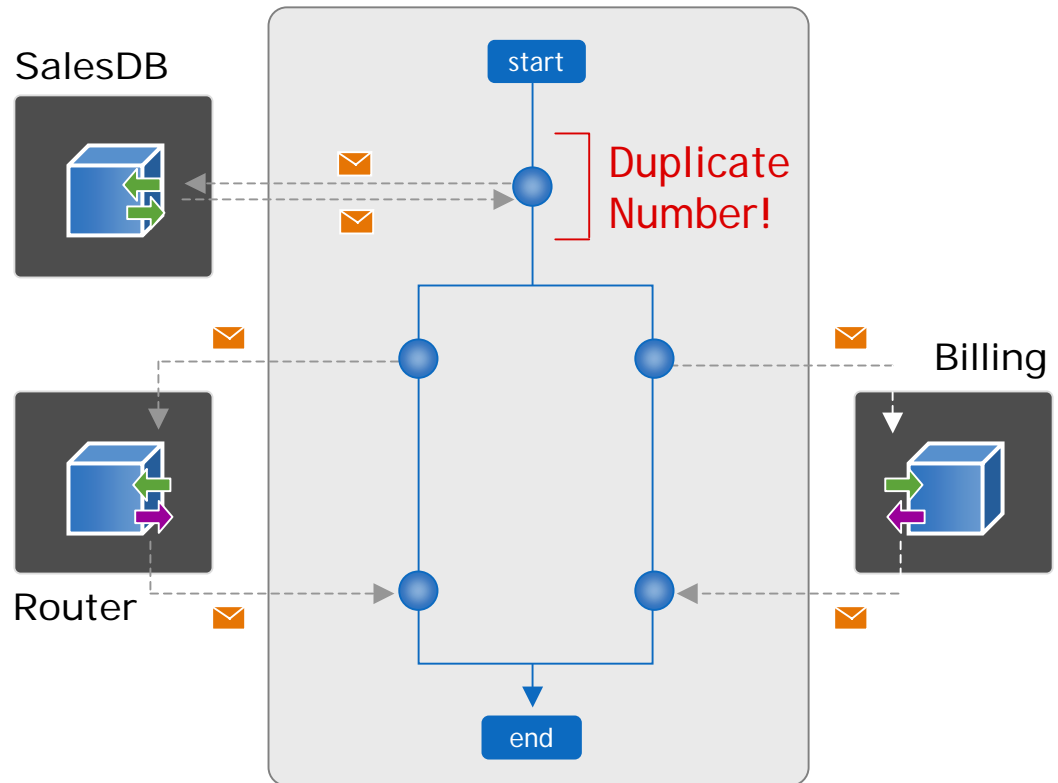 start
SalesDB
Duplicate
Number!
Billing
Router
end